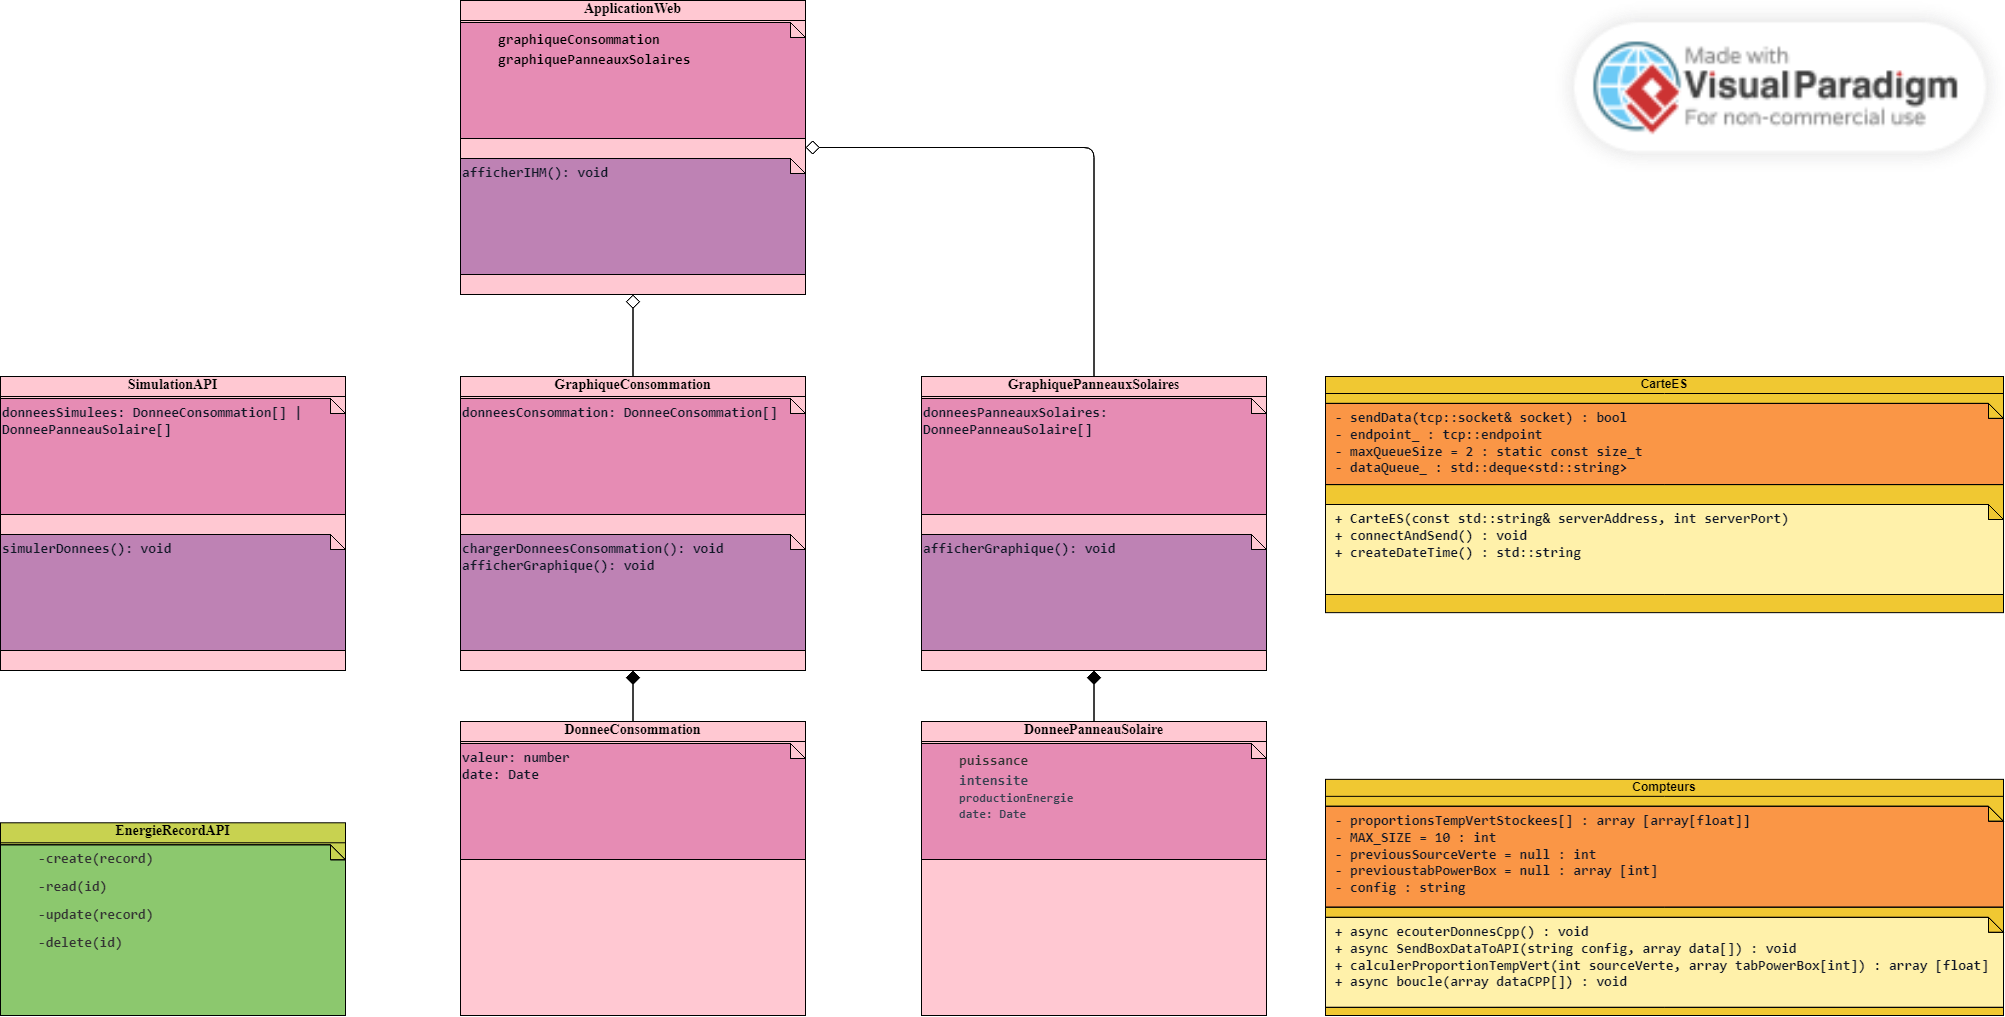 ApplicationWeb
graphiqueConsommation
graphiquePanneauxSolaires
afficherIHM(): void
Made with
Visual Paradigm
For non-commercial use
SimulationAPI
donneesSimulees: DonneeConsommation[] |
DonneePanneauSolaire[]
simulerDonnees(): void
GraphiqueConsommation
donneesConsommation: DonneeConsommation[]
chargerDonneesConsommation(): void
afficherGraphique(): void
GraphiquePanneauxSolaires
donneesPanneauxSolaires:
DonneePanneauSolaire[]
afficherGraphique(): void
CarteES
- sendData(tcp::socket& socket) : bool
- endpoint_ : tcp::endpoint
- maxQueueSize = 2 : static const size_t
- dataQueue_ : std::deque<std::string>
+ CarteES(const std::string& serverAddress, int serverPort)
+ connectAndSend() : void
+ createDateTime() : std::string
EnergieRecordAPI
-create(record)
-read(id)
-update(record)
-delete(id)
DonneeConsommation
valeur: number
date: Date
DonneePanneauSolaire
puissance
intensite
productionEnergie
date: Date
Compteurs
- proportionsTempVertStockees[] : array [array[float]]
- MAX_SIZE = 10 : int
- previousSourceVerte = null : int
- previoustabPowerBox = null : array [int]
- config : string
+ async ecouterDonnesCpp() : void
+ async SendBoxDataToAPI(string config, array data[]) : void
+ calculerProportionTempVert(int sourceVerte, array tabPowerBox[int]) : array [float]
+ async boucle(array dataCPP[]) : void